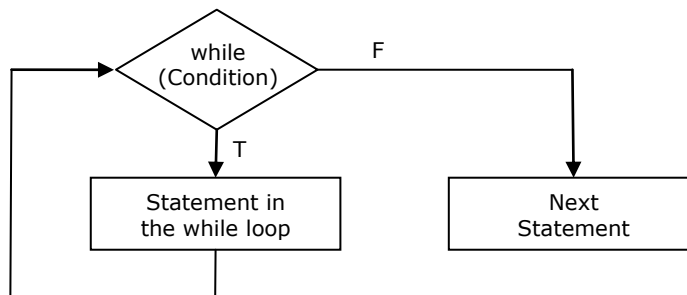 while
(Condition)
F
T
Statement in
the while loop
Next
Statement